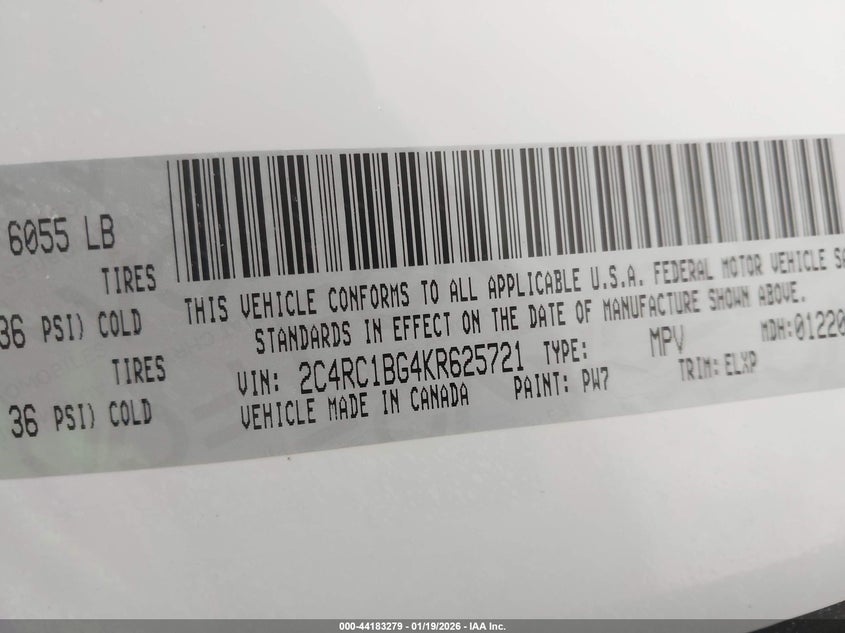 6055 LB
TIRES
36 PSI) COLD
TIRES
36 PSI) COLD
THIS VEHICLE CONFORMS TO ALL APPLICABLE U.S.A. FEDERAL MOTOR VEHICLE SA
STANDARDS IN EFFECT ON THE DATE OF MANUFACTURE SHOWN ABOVE.
VIN: 2C4RC1BG4KR625721 TYPE: MPV MDH:01220
VEHICLE MADE IN CANADA PAINT: PW7 TRIM: ELXP
000-44183279 - 01/19/2026 - IAA Inc.